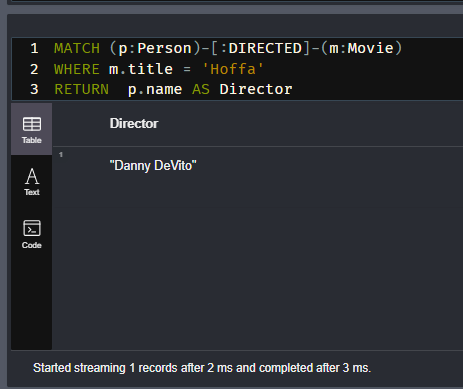 1 MATCH (p:Person)-[:DIRECTED]-(m:Movie)
2 WHERE m.title = 'Hoffa'
3 RETURN  p.name AS Director
Table
Director
1
"Danny DeVito"
Text
Code
Started streaming 1 records after 2 ms and completed after 3 ms.